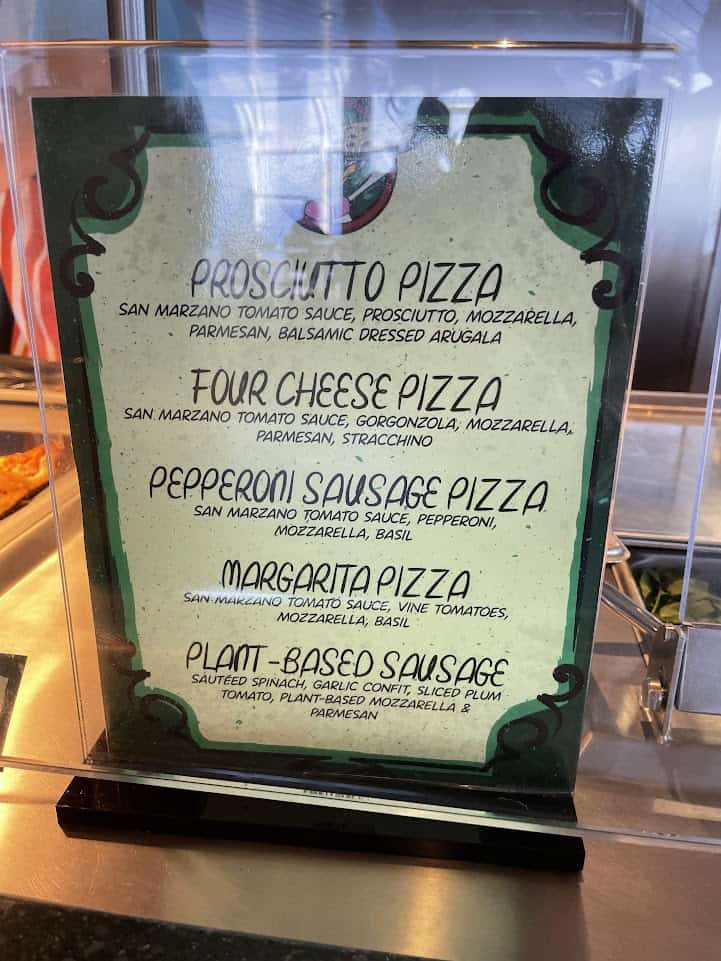 PROSCIUTTO PIZZA
SAN MARZANO TOMATO SAUCE, PROSCIUTTO, MOZZARELLA,
PARMESAN, BALSAMIC DRESSED ARUGALA
FOUR CHEESE PIZZA
SAN MARZANO TOMATO SAUCE, GORGONZOLA, MOZZARELLA,
PARMESAN, STRACCHINO
PEPPERONI SAUSAGE PIZZA
SAN MARZANO TOMATO SAUCE, PEPPERONI,
MOZZARELLA, BASIL
MARGARITA PIZZA
SAN MARZANO TOMATO SAUCE, VINE TOMATOES,
MOZZARELLA, BASIL
PLANT-BASED SAUSAGE
SAUTÉED SPINACH, GARLIC CONFIT, SLICED PLUM
TOMATO, PLANT-BASED MOZZARELLA &
PARMESAN